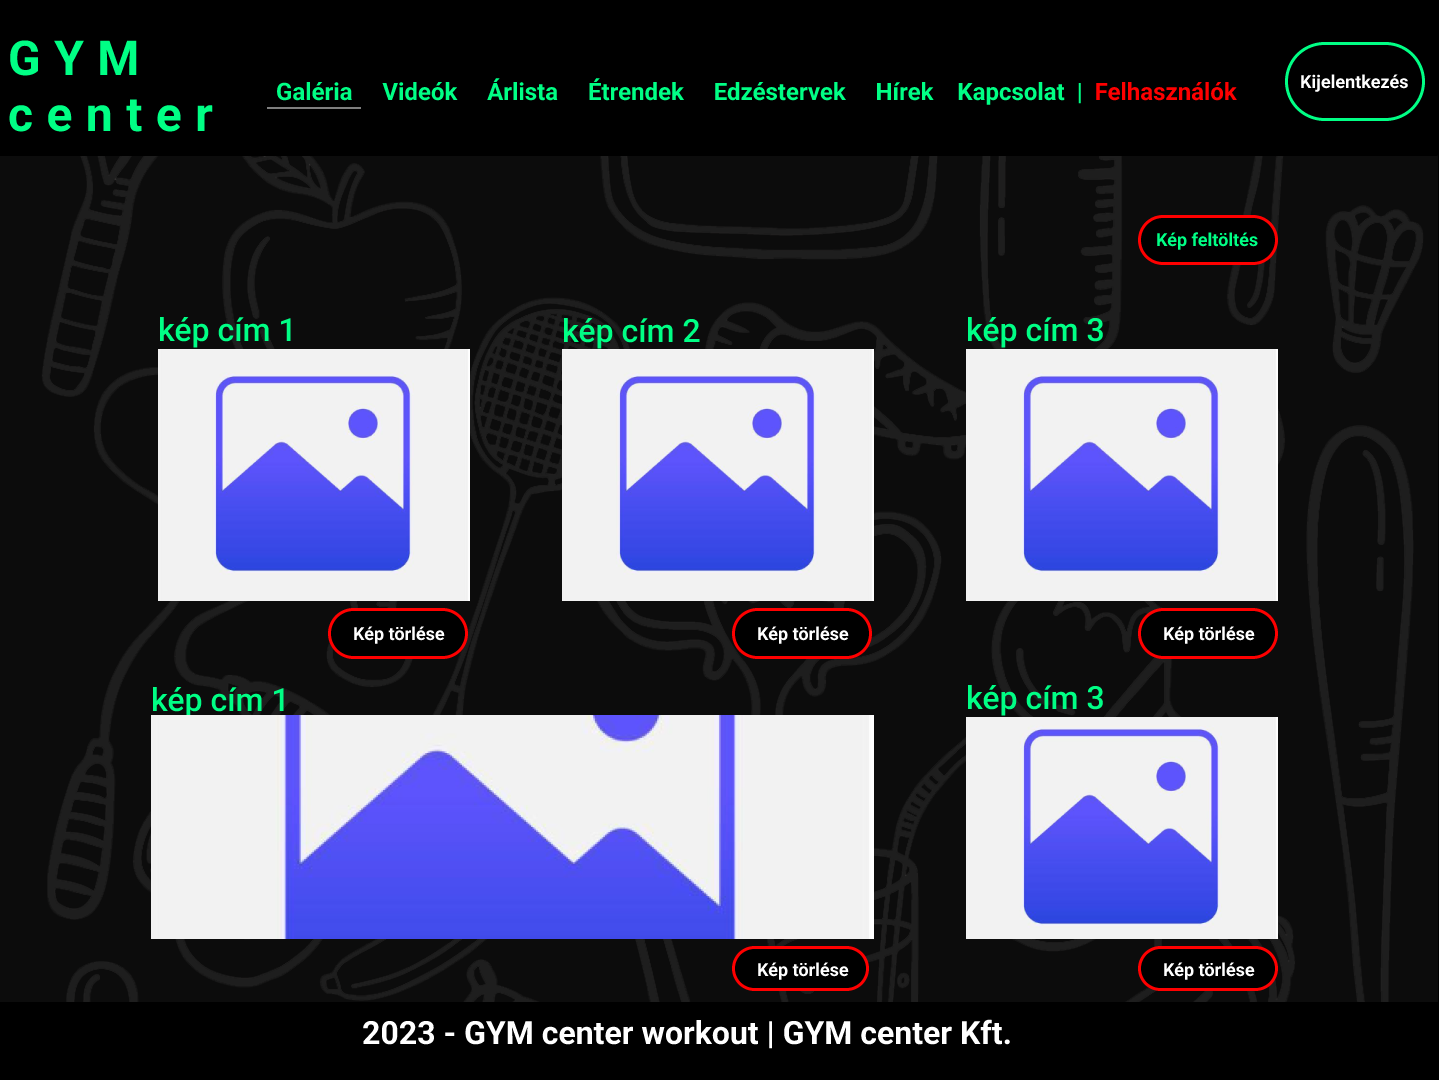 GYM
center
Galéria Videók Árlista Étrendek Edzéstervek Hírek Kapcsolat | Felhasználók
Kijelentkezés
Kép feltöltés
kép cím 1 kép cím 2 kép cím 3
Kép törlése Kép törlése Kép törlése
kép cím 1 kép cím 3
Kép törlése Kép törlése
2023 - GYM center workout | GYM center Kft.